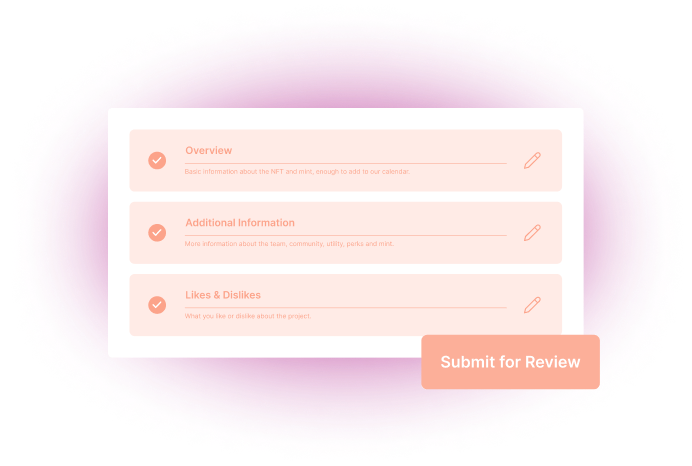 Overview
Basic information about the NFT and mint, enough to add to our calendar.
Additional Information
More information about the team, community, utility, perks and mint.
Likes & Dislikes
What you like or dislike about the project.
Submit for Review